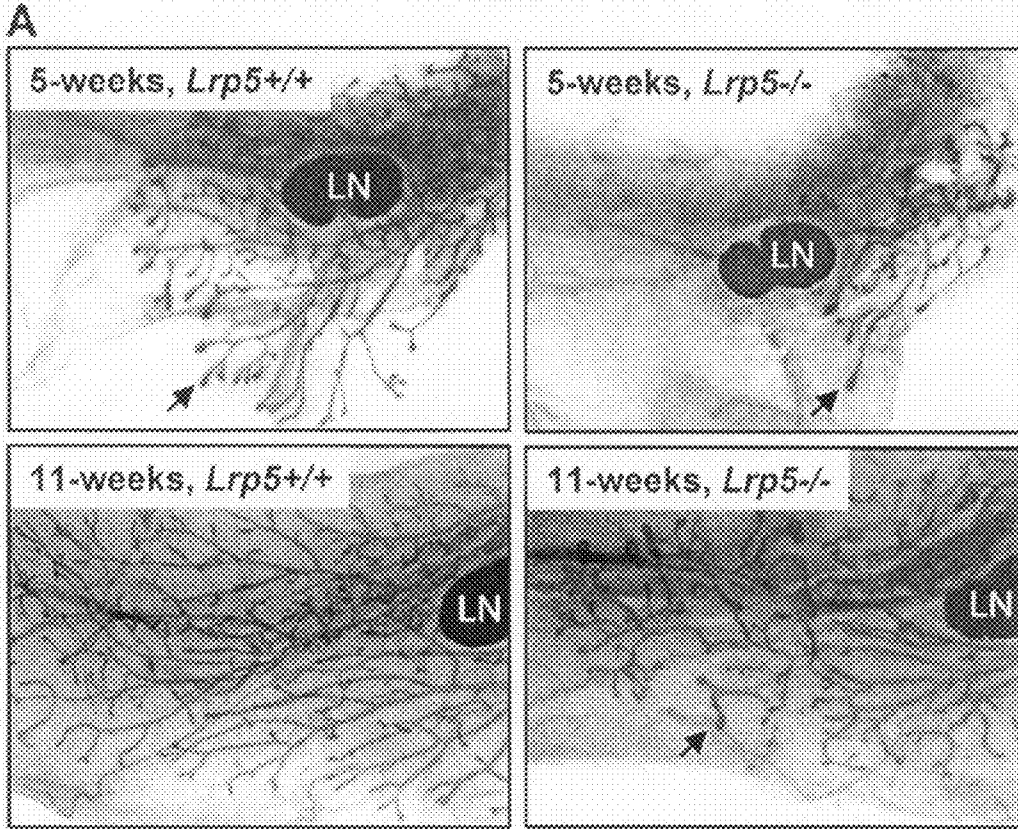 A
5-weeks, Lrp5+/+
5-weeks, Lrp5-/-
LN
LN
11-weeks, Lrp5+/+
11-weeks, Lrp5-/-
LN
LN